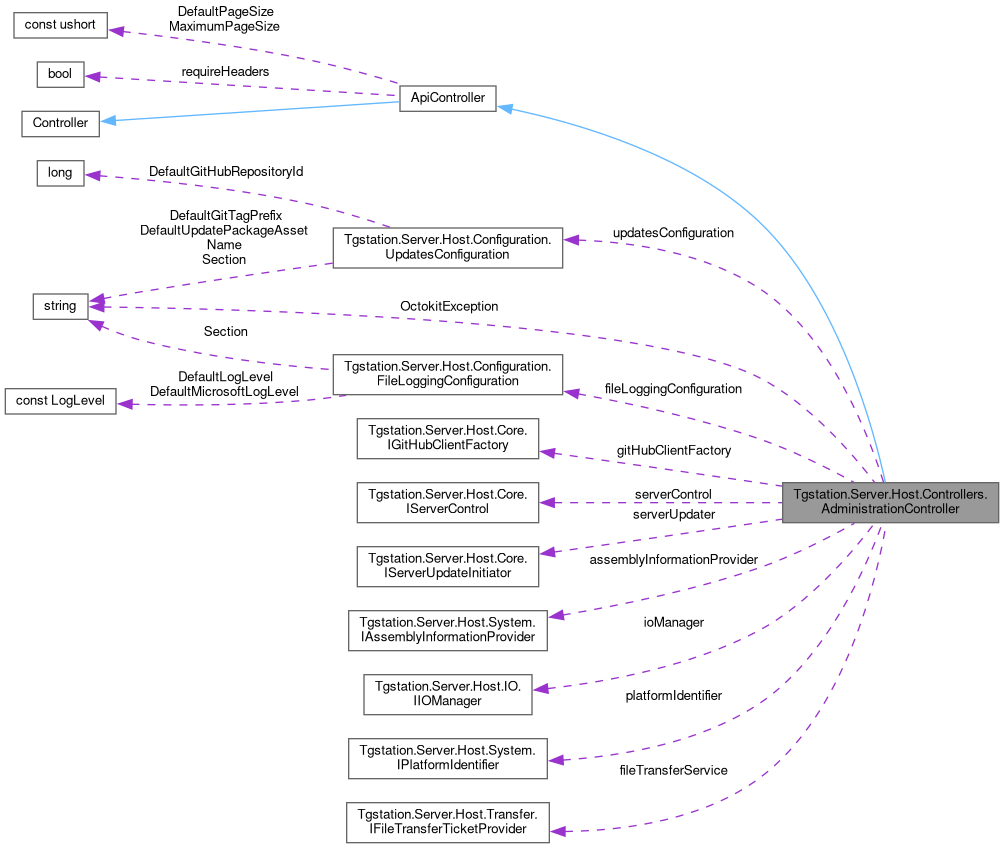 const ushort
DefaultPageSize
MaximumPageSize
bool
requireHeaders
ApiController
Controller
long
DefaultGitHubRepositoryId
DefaultGitTagPrefix
DefaultUpdatePackageAsset
Name
Section
Tgstation.Server.Host.Configuration.
UpdatesConfiguration
updatesConfiguration
string
OctokitException
Section
Tgstation.Server.Host.Configuration.
FileLoggingConfiguration
fileLoggingConfiguration
const LogLevel
DefaultLogLevel
DefaultMicrosoftLogLevel
Tgstation.Server.Host.Core.
IGitHubClientFactory
gitHubClientFactory
Tgstation.Server.Host.Core.
IServerControl
serverControl
Tgstation.Server.Host.Controllers.
AdministrationController
serverUpdater
Tgstation.Server.Host.Core.
IServerUpdateInitiator
assemblyInformationProvider
Tgstation.Server.Host.System.
IAssemblyInformationProvider
ioManager
Tgstation.Server.Host.IO.
IIOManager
platformIdentifier
Tgstation.Server.Host.System.
IPlatformIdentifier
fileTransferService
Tgstation.Server.Host.Transfer.
IFileTransferTicketProvider